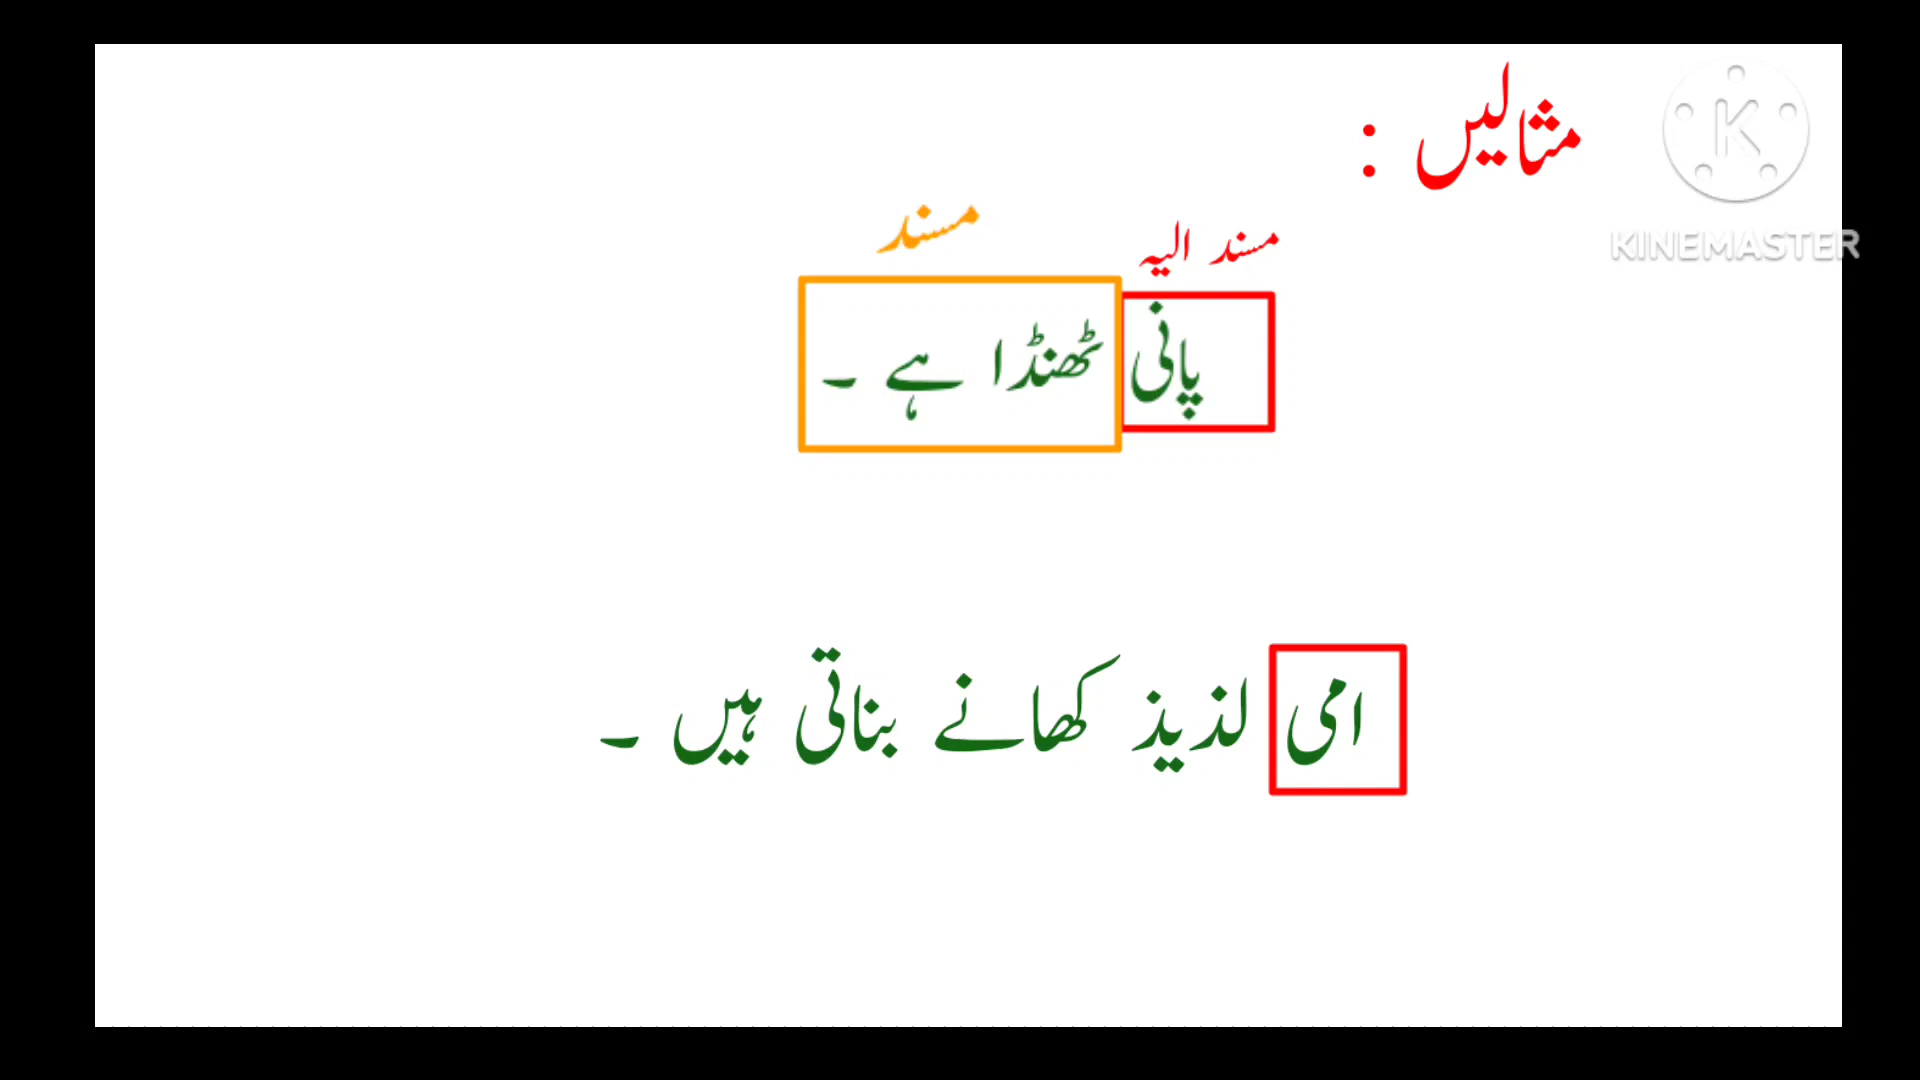 مثالیں :
K
KINEMASTER
مسند الیہ مسند
پانی ٹھنڈا ہے ۔
امی لذیذ کھانے بناتی ہیں ۔